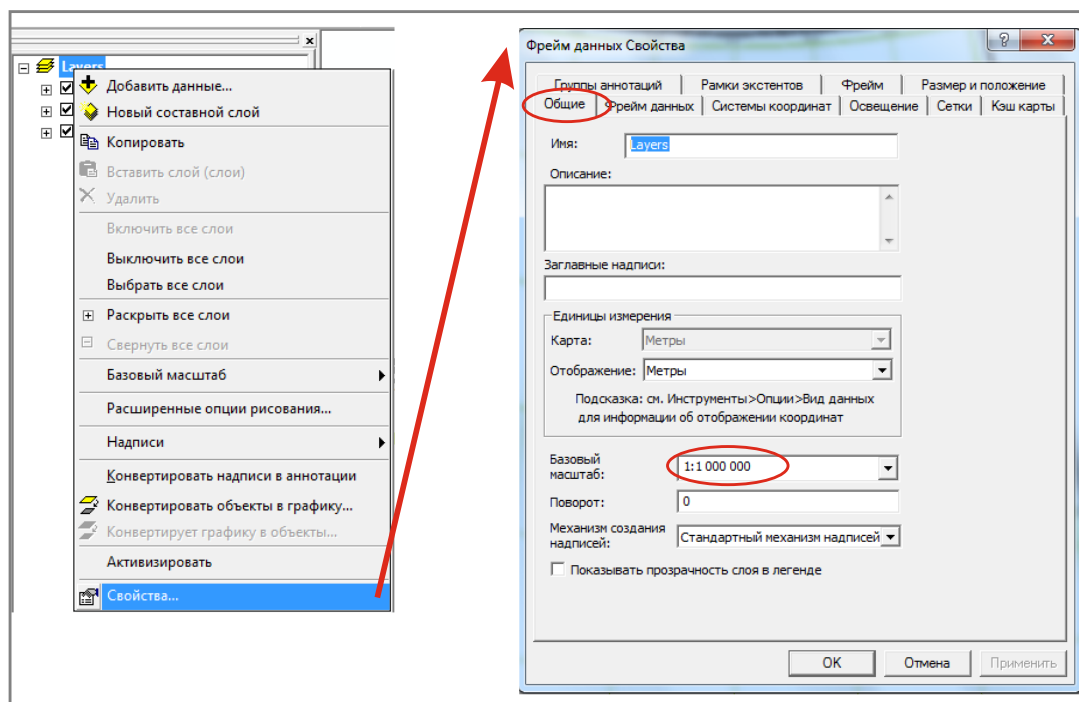 Layers
Добавить данные...
Новый составной слой
Копировать
Вставить слой (слои)
Удалить
Включить все слои
Выключить все слои
Выбрать все слои
Раскрыть все слои
Свернуть все слои
Базовый масштаб
Расширенные опции рисования...
Надписи
Конвертировать надписи в аннотации
Конвертировать объекты в графику...
Конвертирует графику в объекты...
Активизировать
Свойства...
Фрейм данных Свойства
Группы аннотаций Рамки экстентов Фрейм Размер и положение
Общие Фрейм данных Системы координат Освещение Сетки Кэш карты
Имя: Layers
Описание:
Заглавные надписи:
Единицы измерения
Карта: Метры
Отображение: Метры
Подсказка: см. Инструменты>Опции>Вид данных
для информации об отображении координат
Базовый
масштаб: 1:1 000 000
Поворот: 0
Механизм создания
надписей: Стандартный механизм надписей
Показывать прозрачность слоя в легенде
OK Отмена Применить